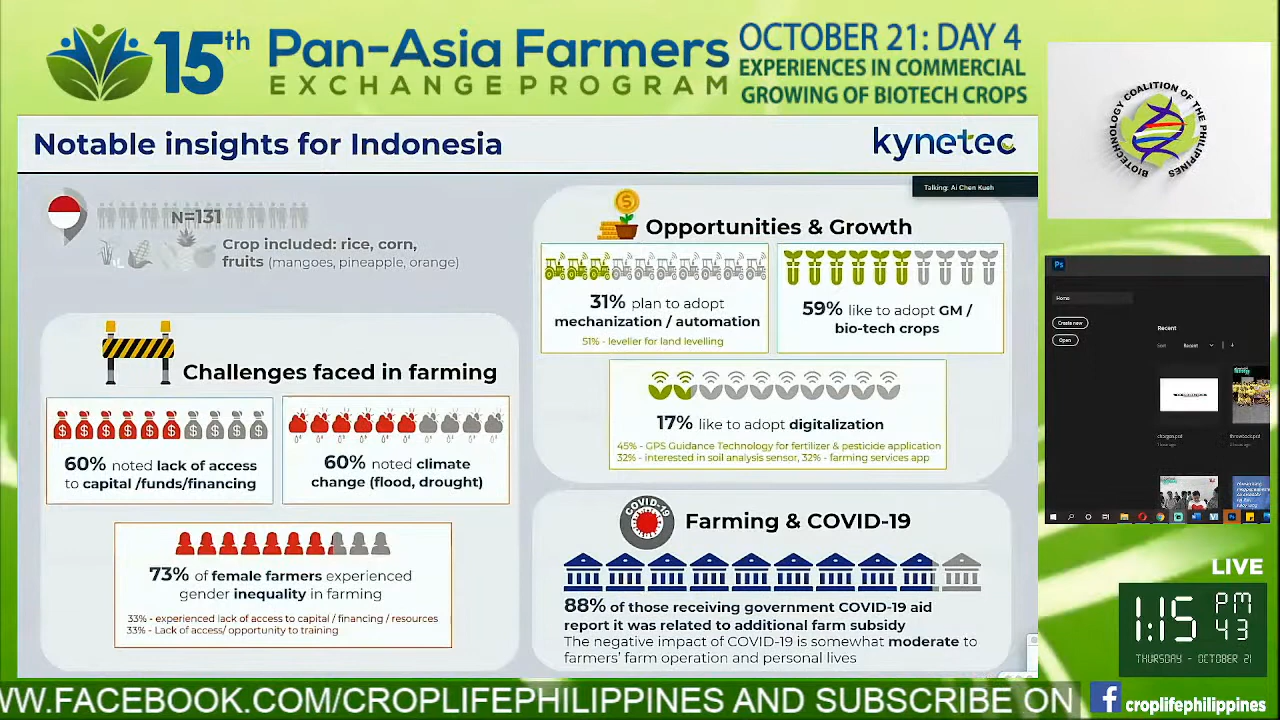 15th Pan-Asia Farmers
EXCHANGE PROGRAM
OCTOBER 21: DAY 4
EXPERIENCES IN COMMERCIAL
GROWING OF BIOTECH CROPS
BIOTECHNOLOGY COALITION OF THE PHILIPPINES
Notable insights for Indonesia
kynetec
Talking: Ai Chen Kueh
N=131
Crop included: rice, corn,
fruits (mangoes, pineapple, orange)
Challenges faced in farming
60% noted lack of access
to capital /funds/financing
60% noted climate
change (flood, drought)
73% of female farmers experienced
gender inequality in farming
33% - experienced lack of access to capital / financing / resources
33% - Lack of access/ opportunity to training
Opportunities & Growth
31% plan to adopt
mechanization / automation
51% - leveller for land levelling
59% like to adopt GM /
bio-tech crops
17% like to adopt digitalization
45% - GPS Guidance Technology for fertilizer & pesticide application
32% - interested in soil analysis sensor, 32% - farming services app
COVID-19
Farming & COVID-19
88% of those receiving government COVID-19 aid
report it was related to additional farm subsidy
The negative impact of COVID-19 is somewhat moderate to
farmers' farm operation and personal lives
Ps
Home
Create new
Open
Recent
Sort
Recent
LIVE
1:15 PM
43
THURSDAY - OCTOBER 21
WW.FACEBOOK.COM/CROPLIFEPHILIPPINES AND SUBSCRIBE ON
croplifephilippines